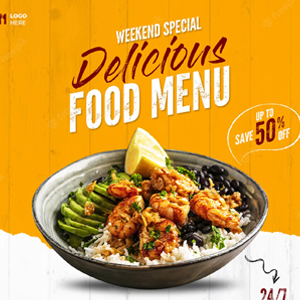 LOGO
HERE
WEEKEND SPECIAL
Delicious
FOOD MENU
UP TO
SAVE 50% OFF
24/7